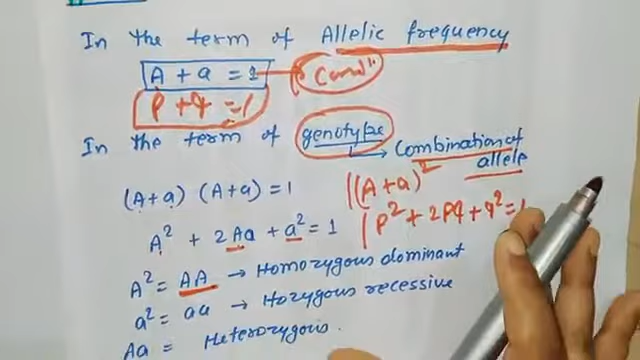 In the term of Allelic frequency
A + a = 1 Cond^n
P + q = 1
In the term of genotype → Combination of
allele
(A+a) (A+a) = 1 (A+a)²
A² + 2Aa + a² = 1 P² + 2Pq + q² = 1
A² = AA → Homozygous dominant
a² = aa → Hozygous recessive
Aa = Heterozygous.